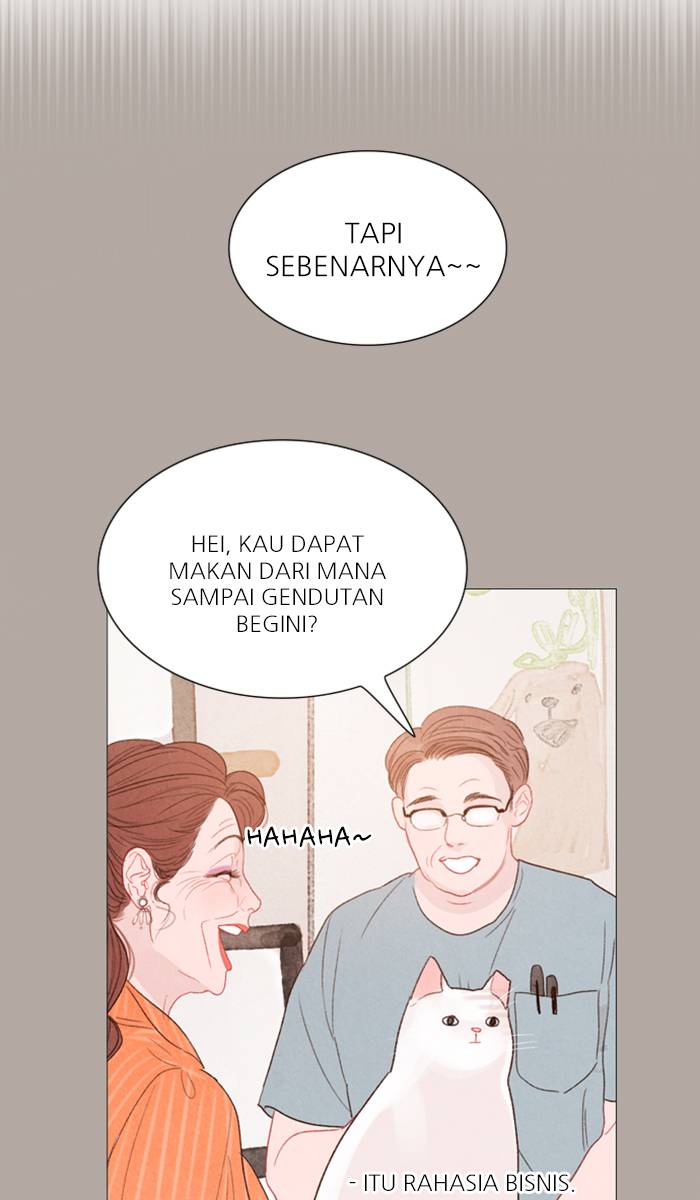 TAPI
SEBENARNYA~~
HEI, KAU DAPAT
MAKAN DARI MANA
SAMPAI GENDUTAN
BEGINI?
HAHAHA~
- ITU RAHASIA BISNIS.